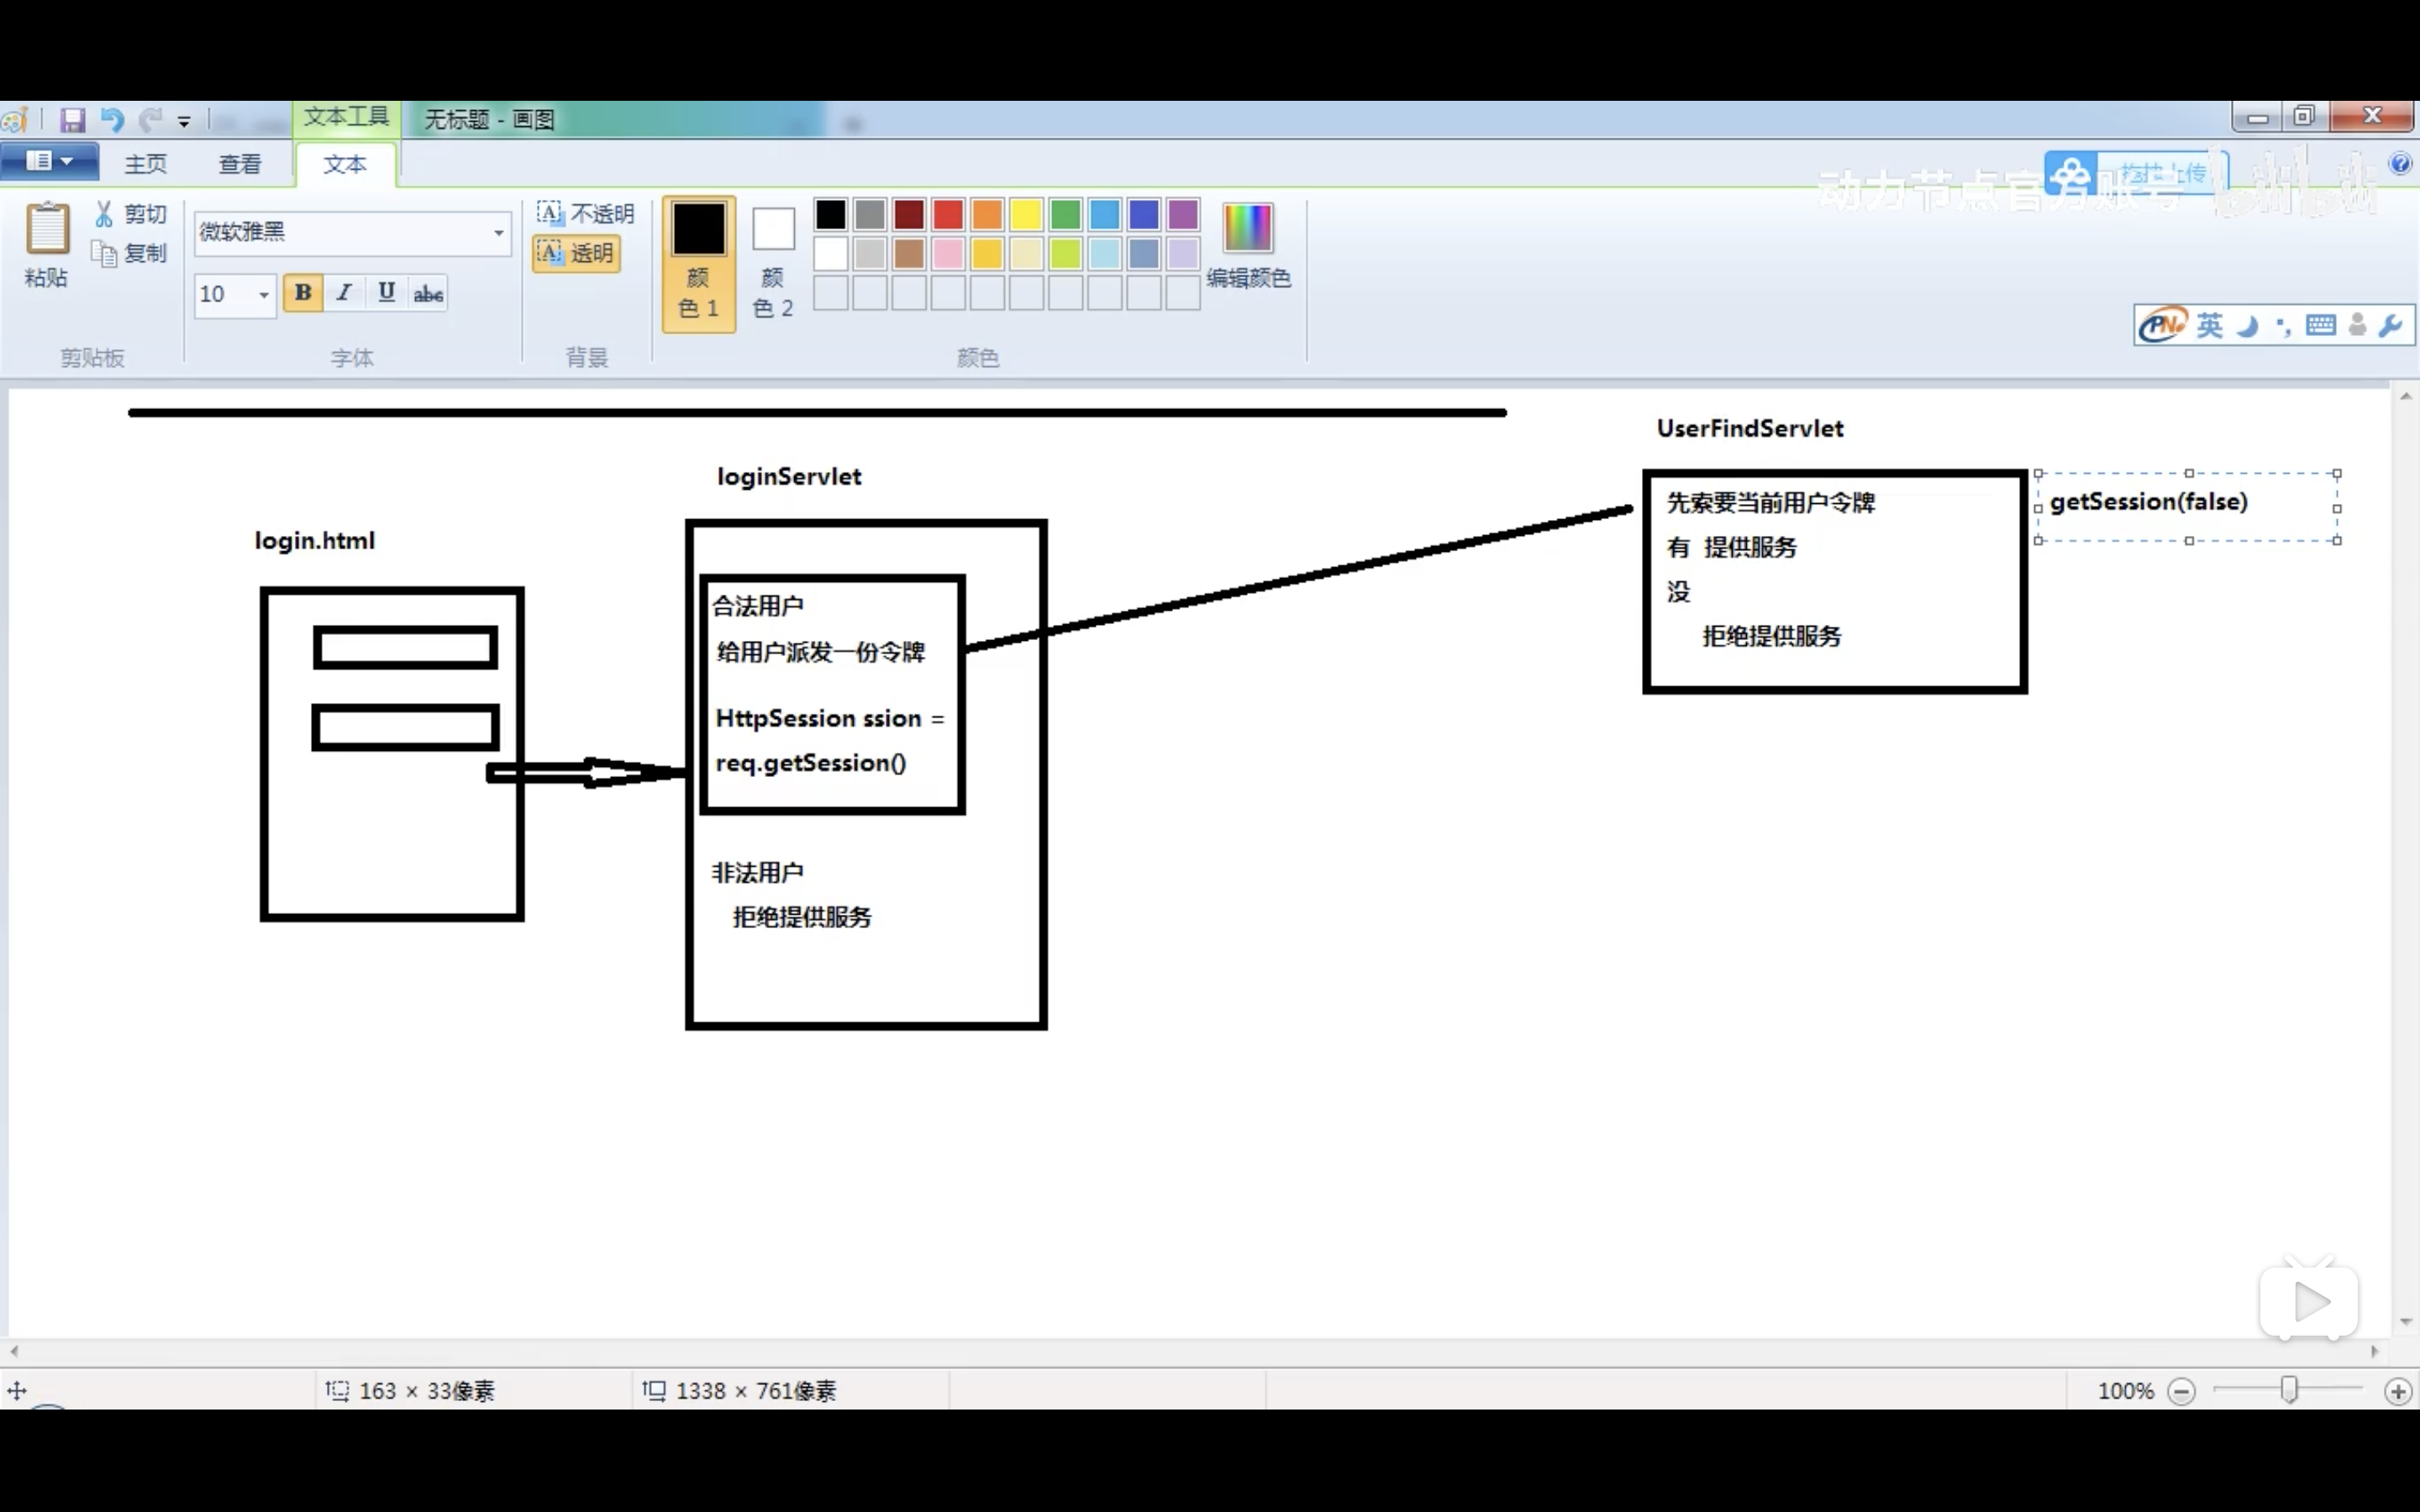 文本工具
无标题 - 画图
主页
查看
文本
动力节点官方账号
剪切
复制
粘贴
微软雅黑
10
B I U abc
不透明
透明
颜色 1
颜色 2
编辑颜色
英
剪贴板
字体
背景
颜色
UserFindServlet
loginServlet
login.html
先索要当前用户令牌
有 提供服务
没
拒绝提供服务
getSession(false)
合法用户
给用户派发一份令牌
HttpSession ssion =
req.getSession()
非法用户
拒绝提供服务
163 × 33像素
1338 × 761像素
100%